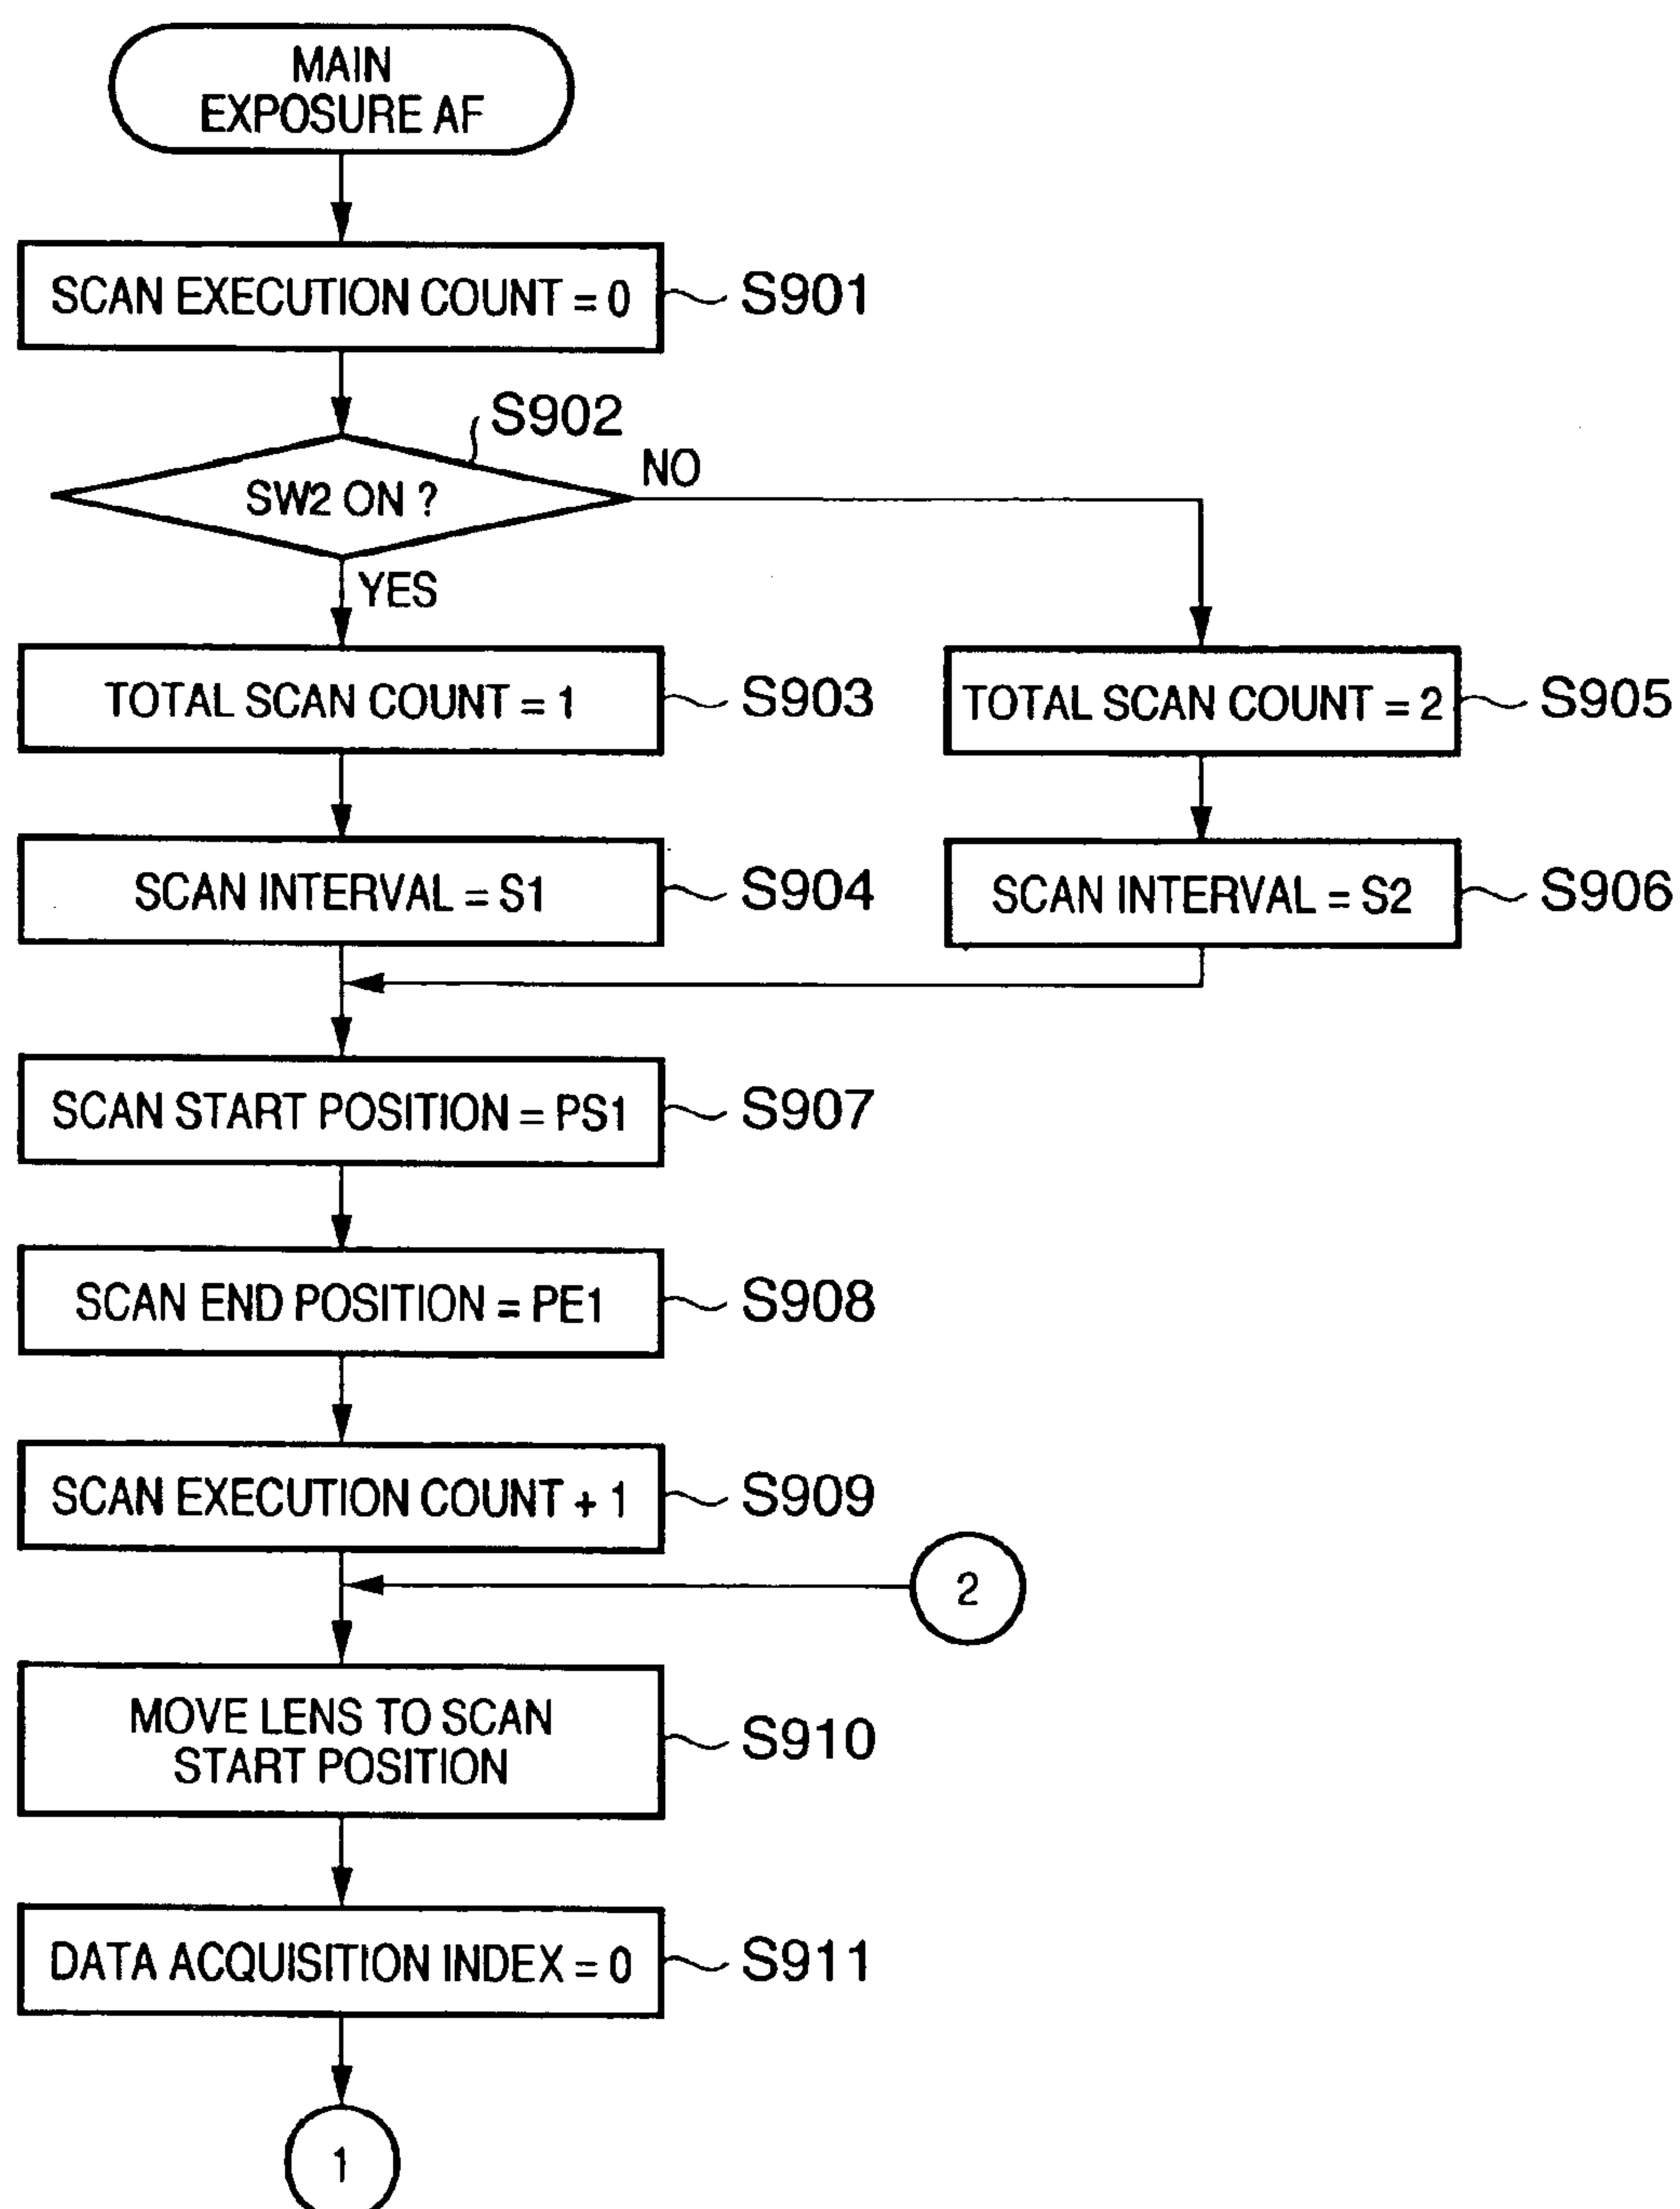 MAIN
EXPOSURE AF
SCAN EXECUTION COUNT = 0
S901
S902
SW2 ON ?
NO
YES
TOTAL SCAN COUNT = 1
S903
TOTAL SCAN COUNT = 2
S905
SCAN INTERVAL = S1
S904
SCAN INTERVAL = S2
S906
SCAN START POSITION = PS1
S907
SCAN END POSITION = PE1
S908
SCAN EXECUTION COUNT + 1
S909
2
MOVE LENS TO SCAN
START POSITION
S910
DATA ACQUISITION INDEX = 0
S911
1